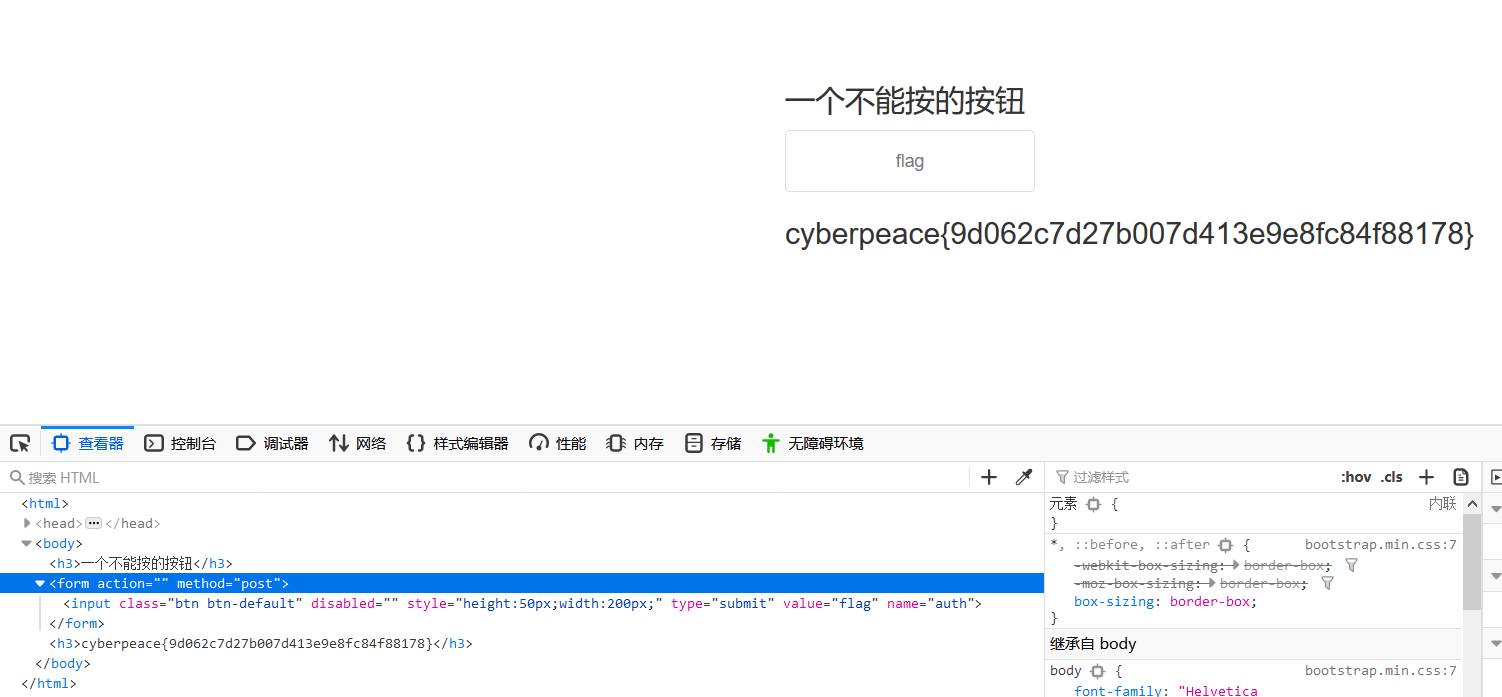 一个不能按的按钮
flag
cyberpeace{9d062c7d27b007d413e9e8fc84f88178}
查看器 控制台 调试器 网络 样式编辑器 性能 内存 存储 无障碍环境
搜索 HTML
<html>
<head> ··· </head>
<body>
<h3>一个不能按的按钮</h3>
<form action="" method="post">
<input class="btn btn-default" disabled="" style="height:50px;width:200px;" type="submit" value="flag" name="auth">
</form>
<h3>cyberpeace{9d062c7d27b007d413e9e8fc84f88178}</h3>
</body>
</html>
过滤样式 :hov .cls +
元素 { 内联
}
*, ::before, ::after { bootstrap.min.css:7
-webkit-box-sizing: border-box;
-moz-box-sizing: border-box;
box-sizing: border-box;
}
继承自 body
body { bootstrap.min.css:7
font-family: "Helvetica